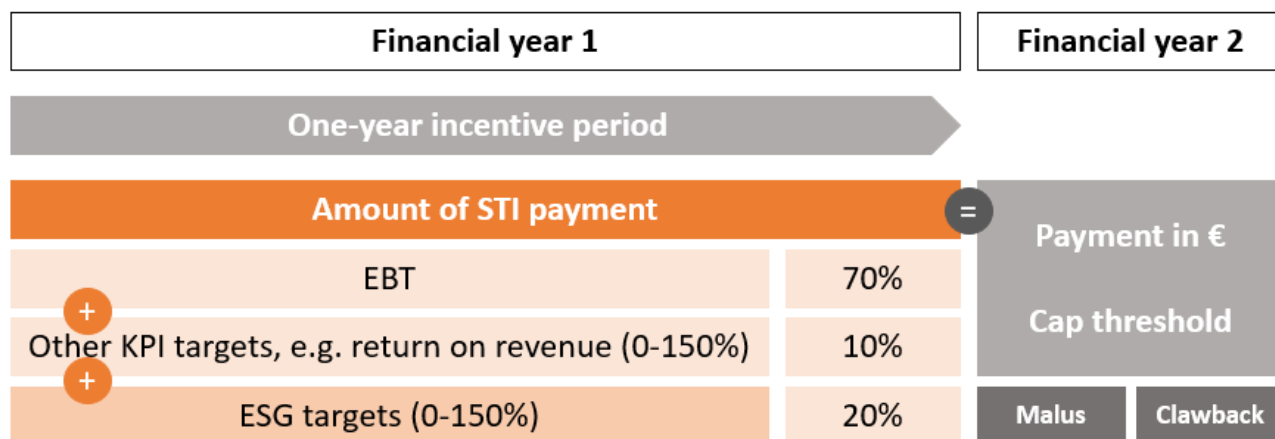 Financial year 1
Financial year 2
One-year incentive period
Amount of STI payment
=
Payment in €
Cap threshold
EBT
70%
+
Other KPI targets, e.g. return on revenue (0-150%)
10%
+
ESG targets (0-150%)
20%
Malus
Clawback